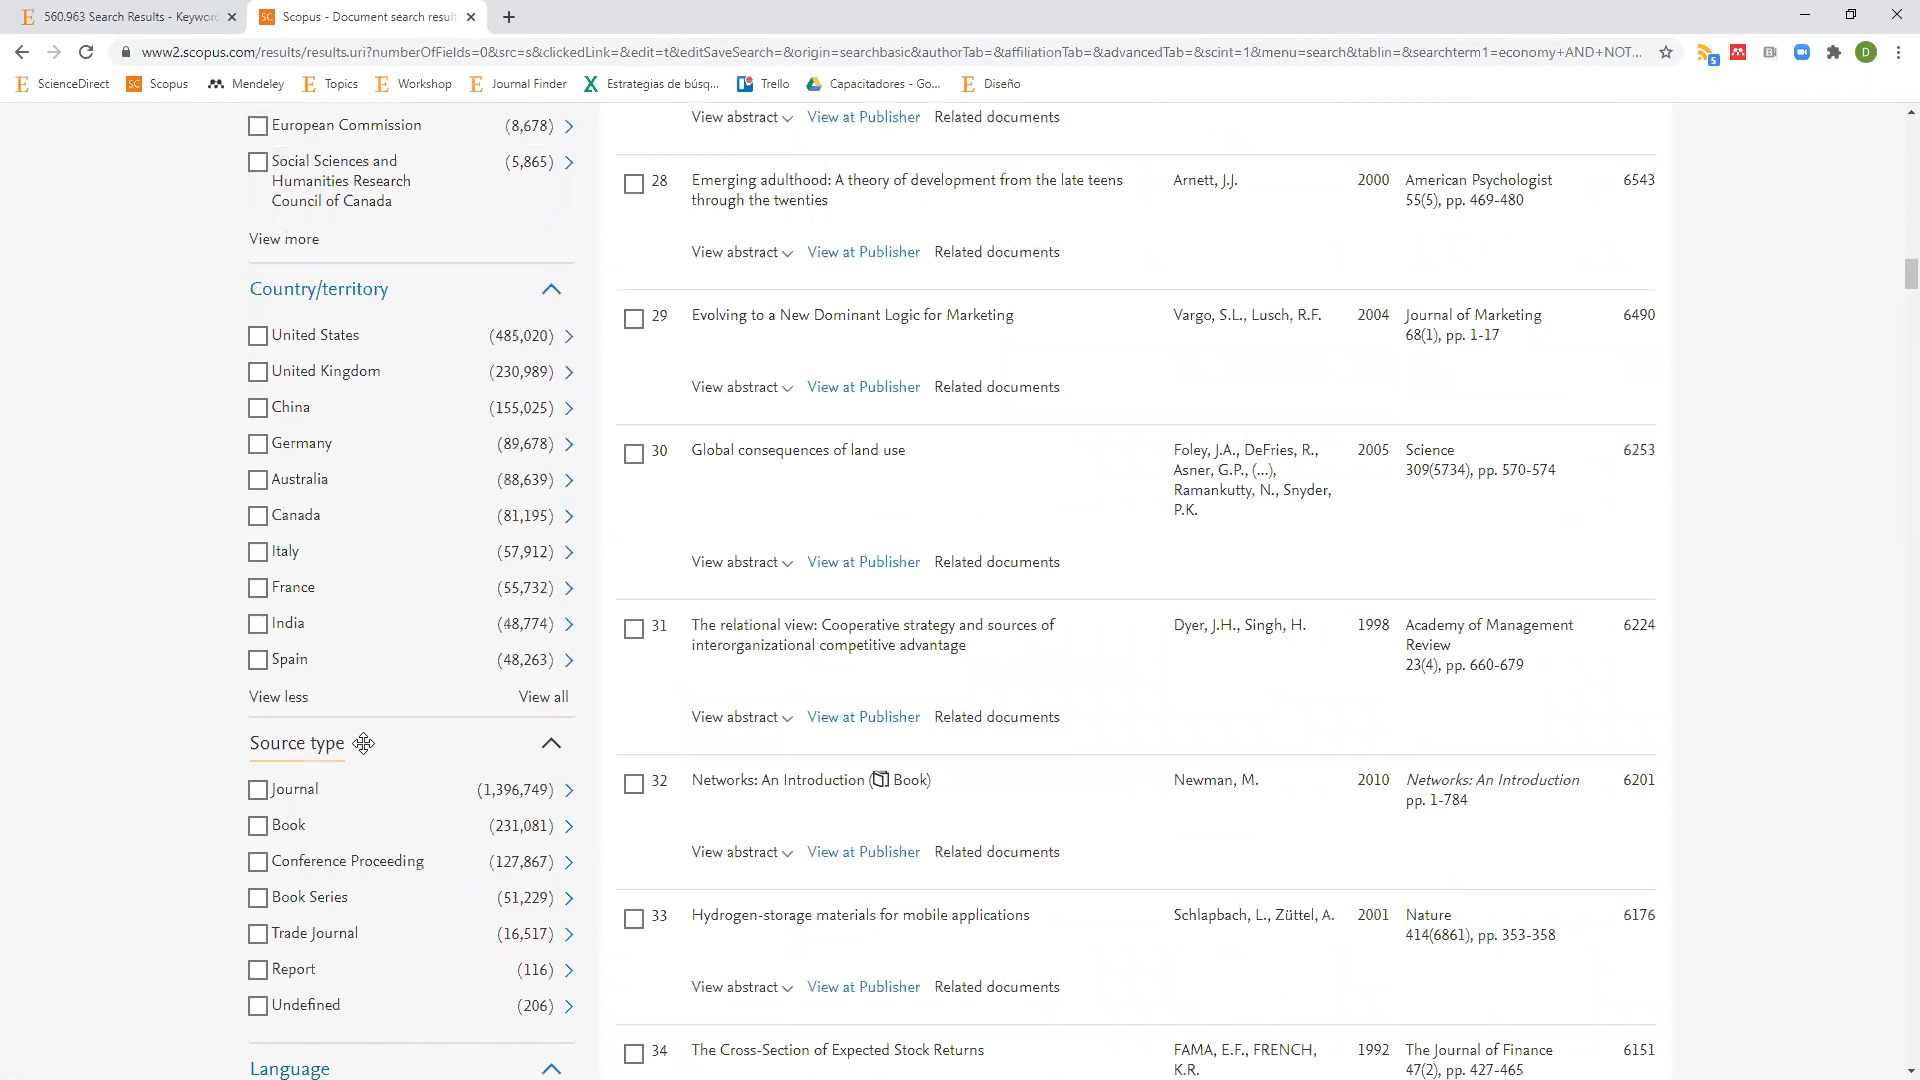 560.963 Search Results - Keywor
Scopus - Document search result
www2.scopus.com/results/results.uri?numberOfFields=0&src=s&clickedLink=&edit=t&editSaveSearch=&origin=searchbasic&authorTab=&affiliationTab=&advancedTab=&scint=1&menu=search&tablin=&searchterm1=economy+AND+NOT...
ScienceDirect Scopus Mendeley Topics Workshop Journal Finder Estrategias de búsq... Trello Capacitadores - Go... Diseño
European Commission (8,678)
Social Sciences and (5,865)
Humanities Research
Council of Canada
View more
Country/territory
United States (485,020)
United Kingdom (230,989)
China (155,025)
Germany (89,678)
Australia (88,639)
Canada (81,195)
Italy (57,912)
France (55,732)
India (48,774)
Spain (48,263)
View less View all
Source type
Journal (1,396,749)
Book (231,081)
Conference Proceeding (127,867)
Book Series (51,229)
Trade Journal (16,517)
Report (116)
Undefined (206)
Language
View abstract View at Publisher Related documents
28 Emerging adulthood: A theory of development from the late teens Arnett, J.J. 2000 American Psychologist 6543
through the twenties 55(5), pp. 469-480
View abstract View at Publisher Related documents
29 Evolving to a New Dominant Logic for Marketing Vargo, S.L., Lusch, R.F. 2004 Journal of Marketing 6490
68(1), pp. 1-17
View abstract View at Publisher Related documents
30 Global consequences of land use Foley, J.A., DeFries, R., 2005 Science 6253
Asner, G.P., (...), 309(5734), pp. 570-574
Ramankutty, N., Snyder,
P.K.
View abstract View at Publisher Related documents
31 The relational view: Cooperative strategy and sources of Dyer, J.H., Singh, H. 1998 Academy of Management 6224
interorganizational competitive advantage Review
23(4), pp. 660-679
View abstract View at Publisher Related documents
32 Networks: An Introduction (Book) Newman, M. 2010 Networks: An Introduction 6201
pp. 1-784
View abstract View at Publisher Related documents
33 Hydrogen-storage materials for mobile applications Schlapbach, L., Züttel, A. 2001 Nature 6176
414(6861), pp. 353-358
View abstract View at Publisher Related documents
34 The Cross-Section of Expected Stock Returns FAMA, E.F., FRENCH, 1992 The Journal of Finance 6151
K.R. 47(2), pp. 427-465